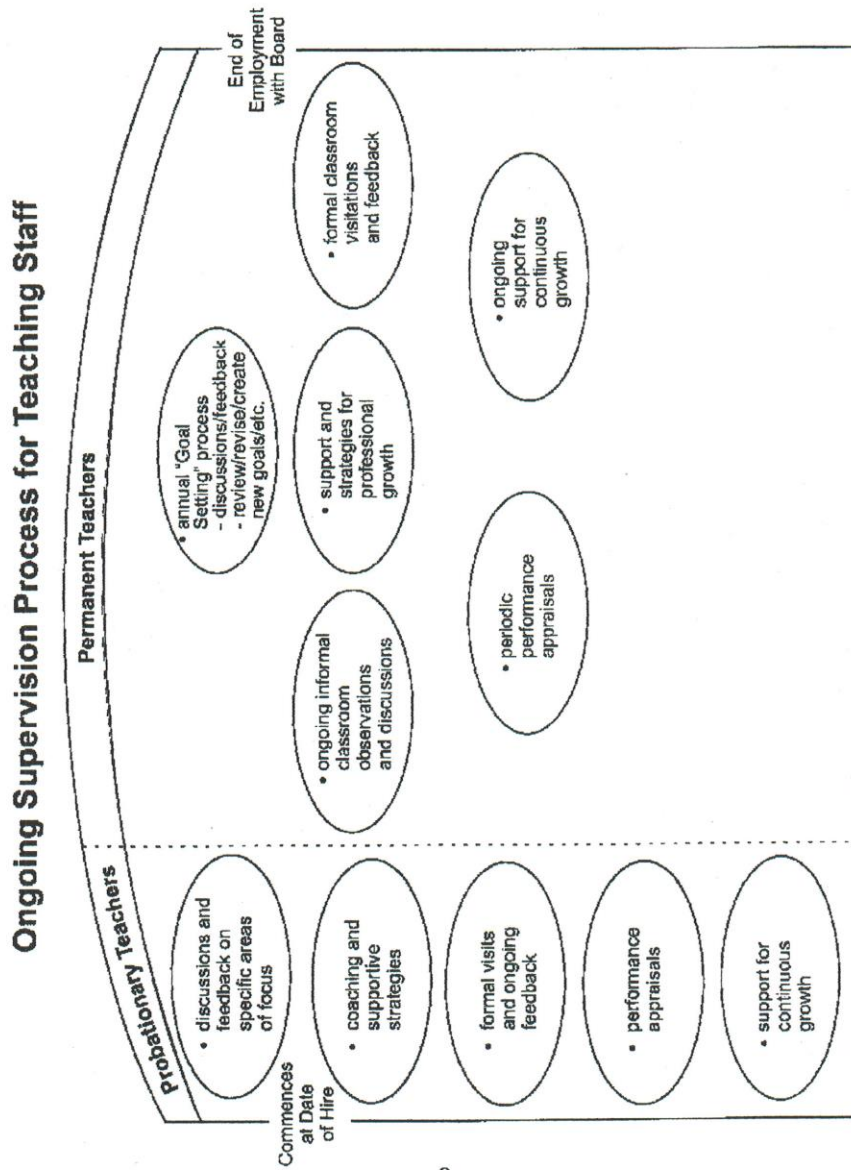 Ongoing Supervision Process for Teaching Staff
Probationary Teachers
Permanent Teachers
Commences
at Date
of Hire
End of
Employment
with Board
• discussions and
feedback on
specific areas
of focus
• coaching and
supportive
strategies
• formal visits
and ongoing
feedback
• performance
appraisals
• support for
continuous
growth
• annual "Goal
Setting" process
- discussions/feedback
- review/revise/create
new goals/etc.
• ongoing informal
classroom
observations
and discussions
• support and
strategies for
professional
growth
• formal classroom
visitations
and feedback
• periodic
performance
appraisals
• ongoing
support for
continuous
growth